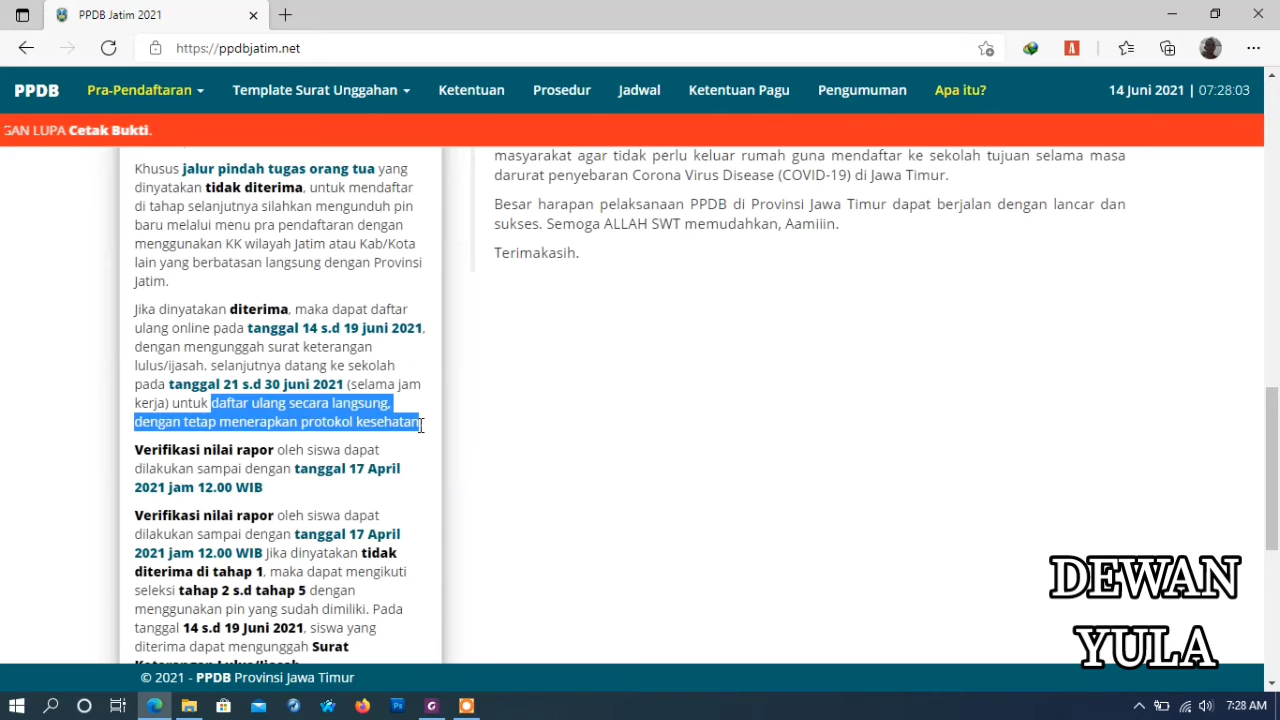 PPDB Jatim 2021
https://ppdbjatim.net
PPDB
Pra-Pendaftaran
Template Surat Unggahan
Ketentuan
Prosedur
Jadwal
Ketentuan Pagu
Pengumuman
Apa itu?
14 Juni 2021 | 07:28:03
GAN LUPA Cetak Bukti.
Khusus jalur pindah tugas orang tua yang
dinyatakan tidak diterima, untuk mendaftar
di tahap selanjutnya silahkan mengunduh pin
baru melalui menu pra pendaftaran dengan
menggunakan KK wilayah Jatim atau Kab/Kota
lain yang berbatasan langsung dengan Provinsi
Jatim.
Jika dinyatakan diterima, maka dapat daftar
ulang online pada tanggal 14 s.d 19 juni 2021,
dengan mengunggah surat keterangan
lulus/ijasah. selanjutnya datang ke sekolah
pada tanggal 21 s.d 30 juni 2021 (selama jam
kerja) untuk daftar ulang secara langsung,
dengan tetap menerapkan protokol kesehatan
Verifikasi nilai rapor oleh siswa dapat
dilakukan sampai dengan tanggal 17 April
2021 jam 12.00 WIB
Verifikasi nilai rapor oleh siswa dapat
dilakukan sampai dengan tanggal 17 April
2021 jam 12.00 WIB Jika dinyatakan tidak
diterima di tahap 1, maka dapat mengikuti
seleksi tahap 2 s.d tahap 5 dengan
menggunakan pin yang sudah dimiliki. Pada
tanggal 14 s.d 19 Juni 2021, siswa yang
diterima dapat mengunggah Surat
Keterangan Lulus/Ijasah
masyarakat agar tidak perlu keluar rumah guna mendaftar ke sekolah tujuan selama masa
darurat penyebaran Corona Virus Disease (COVID-19) di Jawa Timur.
Besar harapan pelaksanaan PPDB di Provinsi Jawa Timur dapat berjalan dengan lancar dan
sukses. Semoga ALLAH SWT memudahkan, Aamiiin.
Terimakasih.
DEWAN
YULA
© 2021 - PPDB Provinsi Jawa Timur
7:28 AM